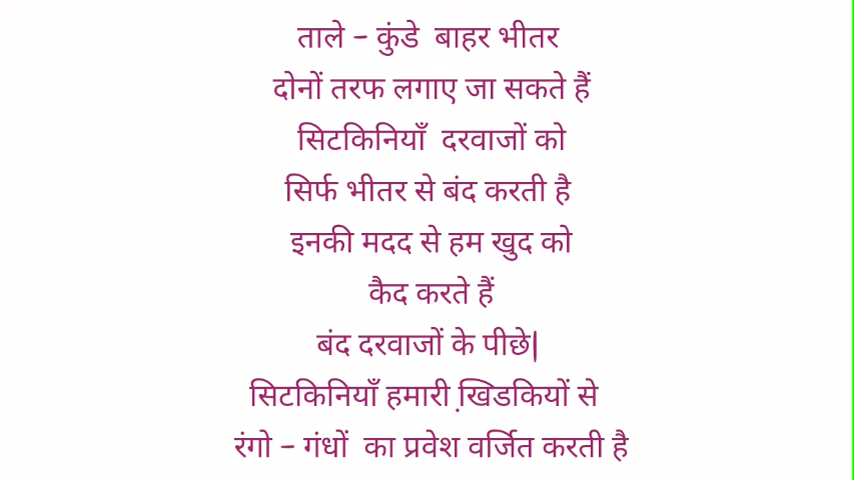 ताले – कुंडे बाहर भीतर
दोनों तरफ लगाए जा सकते हैं
सिटकिनियाँ दरवाजों को
सिर्फ भीतर से बंद करती है
इनकी मदद से हम खुद को
कैद करते हैं
बंद दरवाजों के पीछे|
सिटकिनियाँ हमारी .खिडकियों से
रंगो – गंधों का प्रवेश वर्जित करती है